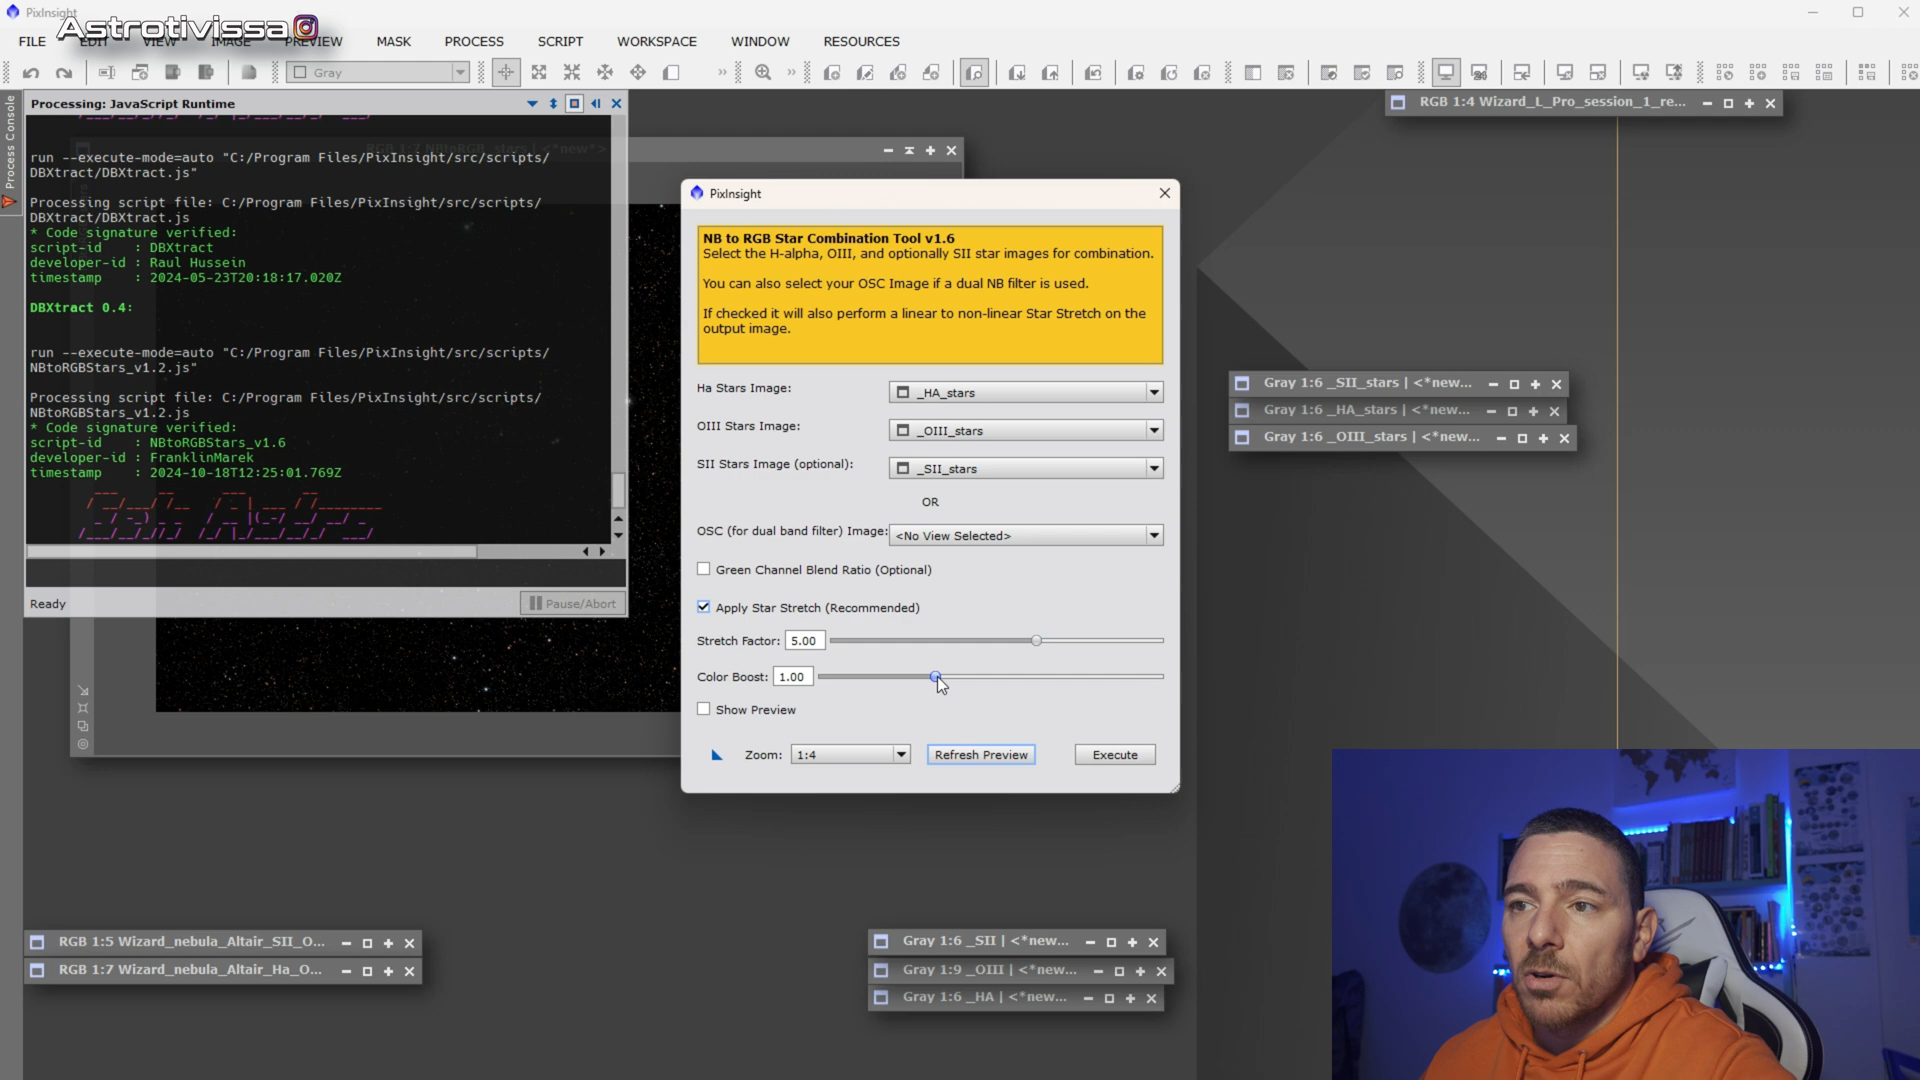 PixInsight
Astrotivissa
FILE EDIT VIEW IMAGE PREVIEW MASK PROCESS SCRIPT WORKSPACE WINDOW RESOURCES
Gray
Process Console
Processing: JavaScript Runtime
run --execute-mode=auto "C:/Program Files/PixInsight/src/scripts/
DBXtract/DBXtract.js"
Processing script file: C:/Program Files/PixInsight/src/scripts/
DBXtract/DBXtract.js
* Code signature verified:
script-id : DBXtract
developer-id : Raul Hussein
timestamp : 2024-05-23T20:18:17.020Z
DBXtract 0.4:
run --execute-mode=auto "C:/Program Files/PixInsight/src/scripts/
NBtoRGBStars_v1.2.js"
Processing script file: C:/Program Files/PixInsight/src/scripts/
NBtoRGBStars_v1.2.js
* Code signature verified:
script-id : NBtoRGBStars_v1.6
developer-id : FranklinMarek
timestamp : 2024-10-18T12:25:01.769Z
Ready
Pause/Abort
RGB 1:7 NBtoRGB_stars | <*new*>
PixInsight
NB to RGB Star Combination Tool v1.6
Select the H-alpha, OIII, and optionally SII star images for combination.
You can also select your OSC Image if a dual NB filter is used.
If checked it will also perform a linear to non-linear Star Stretch on the
output image.
Ha Stars Image: _HA_stars
OIII Stars Image: _OIII_stars
SII Stars Image (optional): _SII_stars
OR
OSC (for dual band filter) Image: <No View Selected>
Green Channel Blend Ratio (Optional)
Apply Star Stretch (Recommended)
Stretch Factor: 5.00
Color Boost: 1.00
Show Preview
Zoom: 1:4 Refresh Preview Execute
RGB 1:4 Wizard_L_Pro_session_1_re...
Gray 1:6 _SII_stars | <*new...
Gray 1:6 _HA_stars | <*new...
Gray 1:6 _OIII_stars | <*new...
RGB 1:5 Wizard_nebula_Altair_SII_O...
RGB 1:7 Wizard_nebula_Altair_Ha_O...
Gray 1:6 _SII | <*new...
Gray 1:9 _OIII | <*new...
Gray 1:6 _HA | <*new...